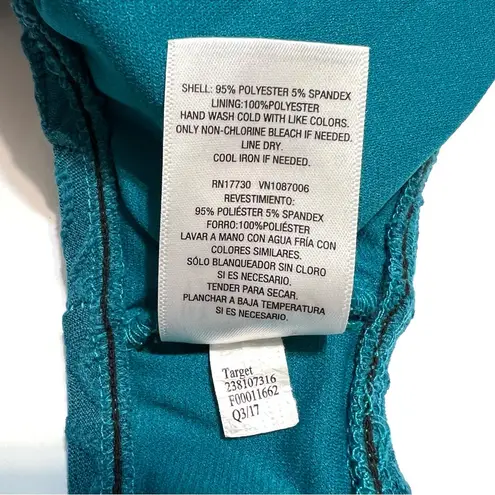 SHELL: 95% POLYESTER 5% SPANDEX
LINING:100%POLYESTER
HAND WASH COLD WITH LIKE COLORS.
ONLY NON-CHLORINE BLEACH IF NEEDED.
LINE DRY.
COOL IRON IF NEEDED.
RN17730 VN1087006
REVESTIMIENTO:
95% POLIÉSTER 5% SPANDEX
FORRO:100%POLIÉSTER
LAVAR A MANO CON AGUA FRÍA CON
COLORES SIMILARES.
SÓLO BLANQUEADOR SIN CLORO
SI ES NECESARIO.
TENDER PARA SECAR.
PLANCHAR A BAJA TEMPERATURA
SI ES NECESARIO.
Target
238107316
F00011662
Q3/17